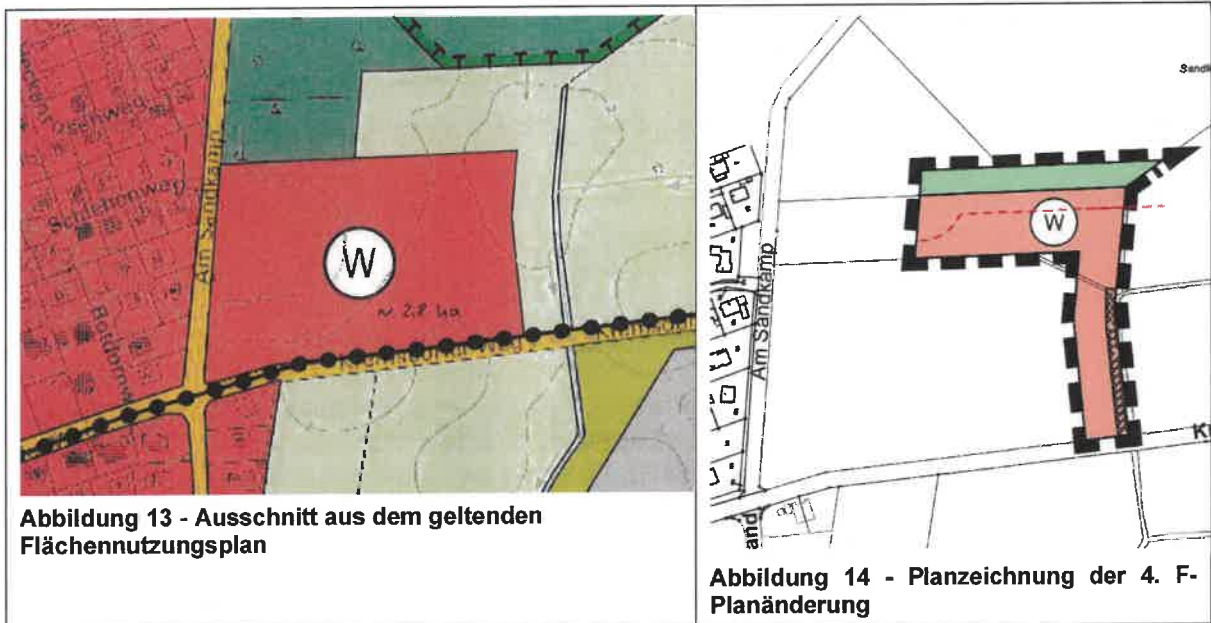 Schlehenweg
Am Sandkamp
W
~ 2,8 ha
Abbildung 13 - Ausschnitt aus dem geltenden
Flächennutzungsplan
W
Am Sandkamp
Abbildung 14 - Planzeichnung der 4. F-
Planänderung